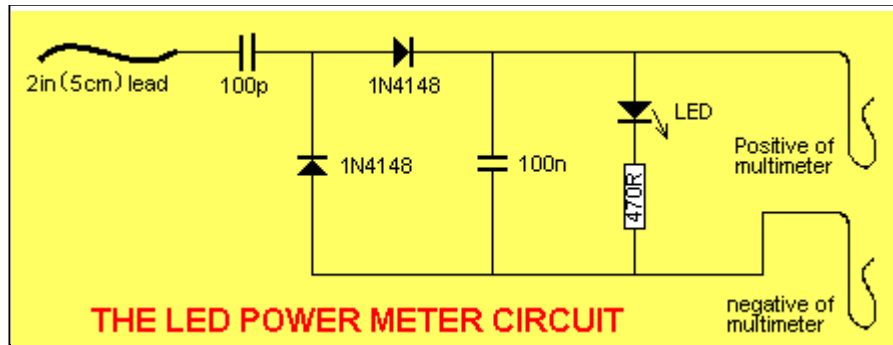 2in(5cm) lead
100p
1N4148
1N4148
100n
LED
470R
Positive of
multimeter
negative of
multimeter
THE LED POWER METER CIRCUIT